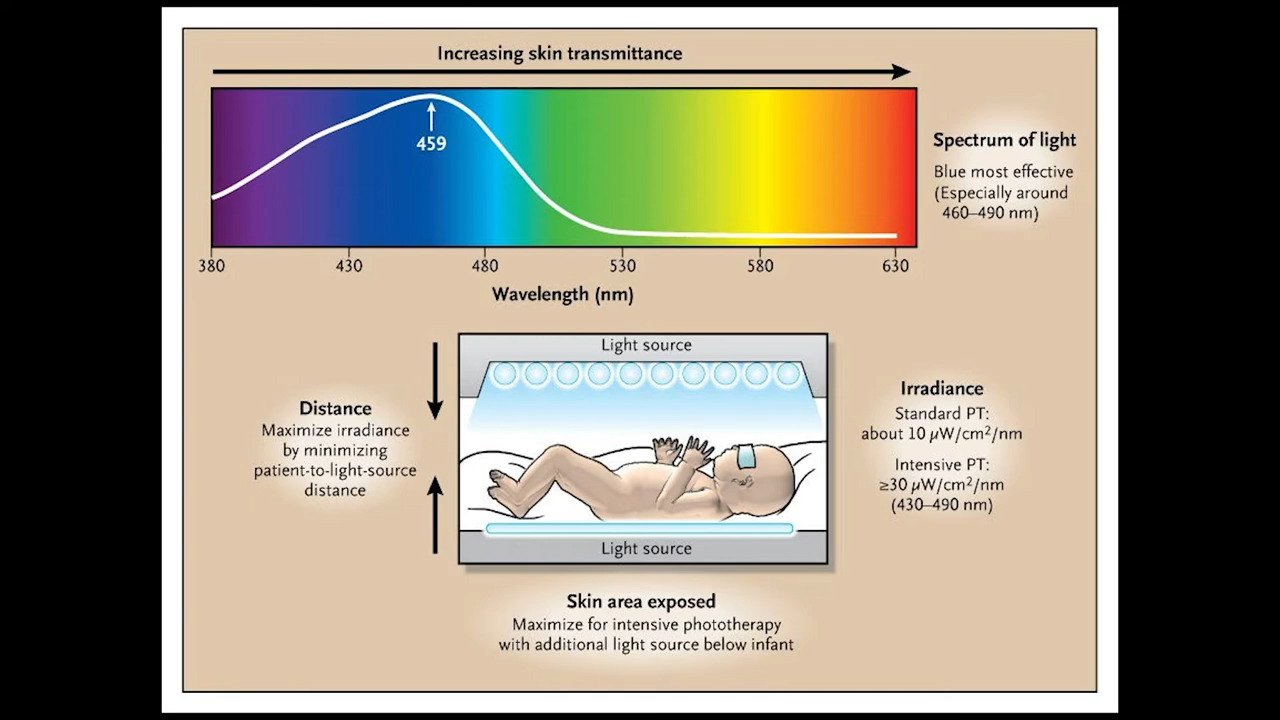 Increasing skin transmittance
459
Spectrum of light
Blue most effective
(Especially around
460–490 nm)
380 430 480 530 580 630
Wavelength (nm)
Light source
Distance
Maximize irradiance
by minimizing
patient-to-light-source
distance
Irradiance
Standard PT:
about 10 μW/cm²/nm
Intensive PT:
≥30 μW/cm²/nm
(430–490 nm)
Light source
Skin area exposed
Maximize for intensive phototherapy
with additional light source below infant